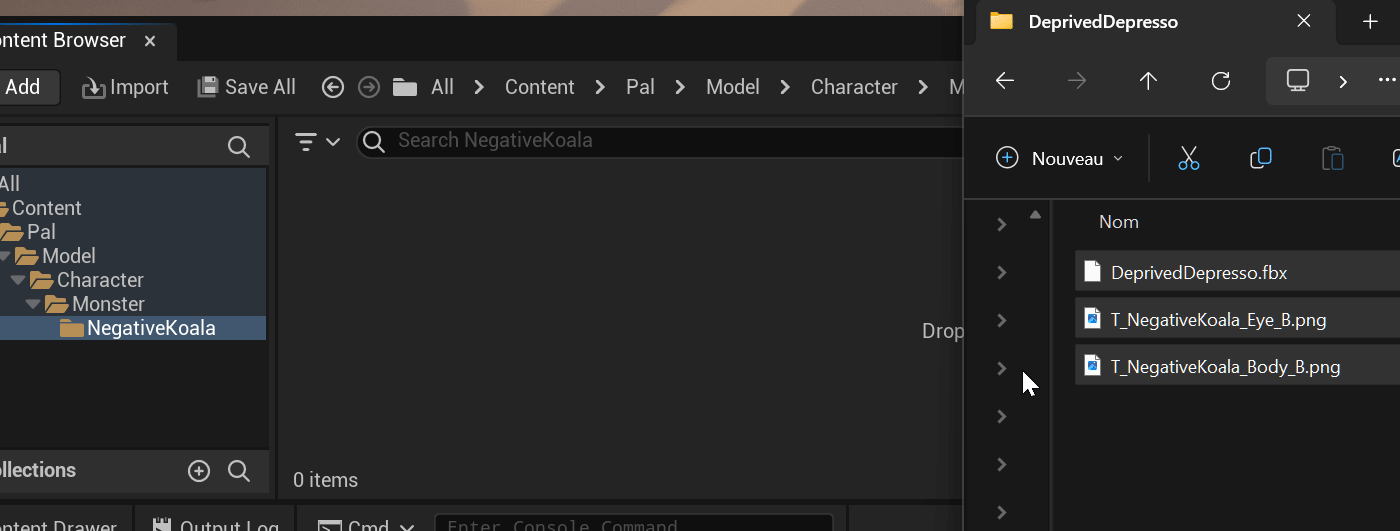 ontent Browser
Add
Import
Save All
All
Content
Pal
Model
Character
M
Search NegativeKoala
All
Content
Pal
Model
Character
Monster
NegativeKoala
Drop
0 items
ollections
ontent Drawer
Output Log
Cmd
Enter Console Command
DeprivedDepresso
Nouveau
Nom
DeprivedDepresso.fbx
T_NegativeKoala_Eye_B.png
T_NegativeKoala_Body_B.png